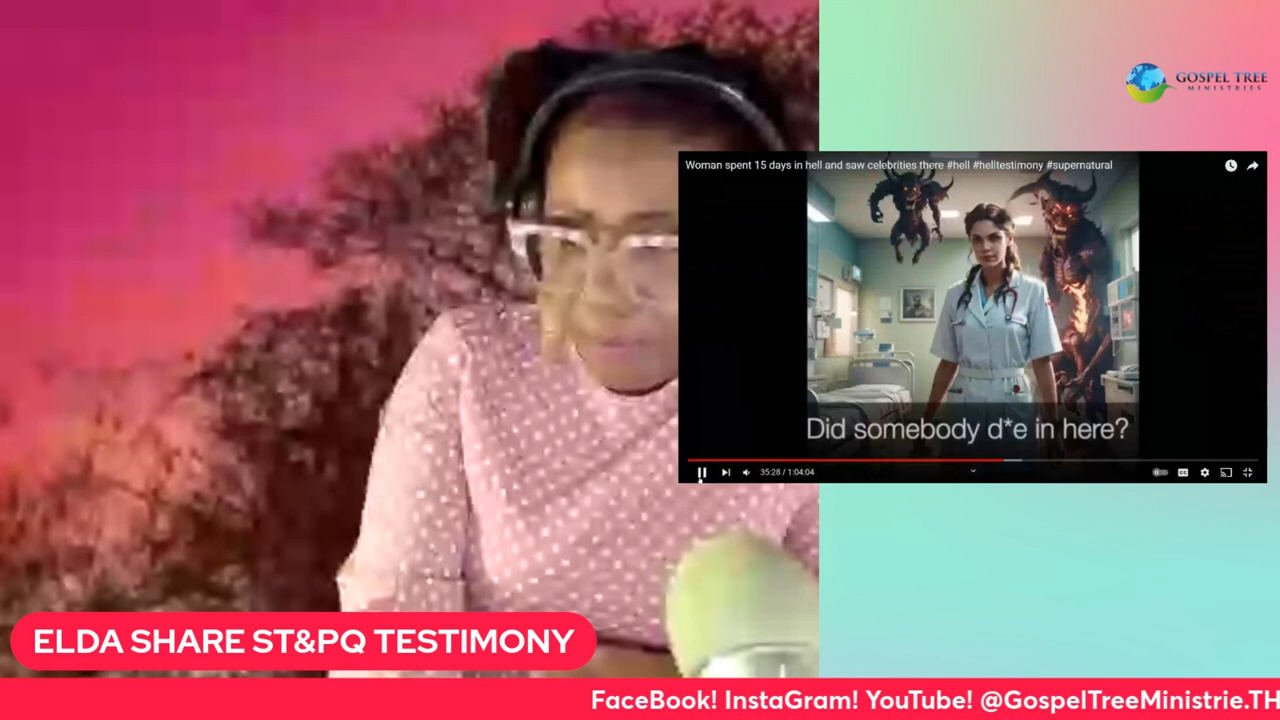 GOSPEL TREE
MINISTRIES
Woman spent 15 days in hell and saw celebrities there #hell #helltestimony #supernatural
Did somebody d*e in here?
35:28 / 1:04:04
CC
ELDA SHARE ST&PQ TESTIMONY
FaceBook! InstaGram! YouTube! @GospelTreeMinistrie.TH